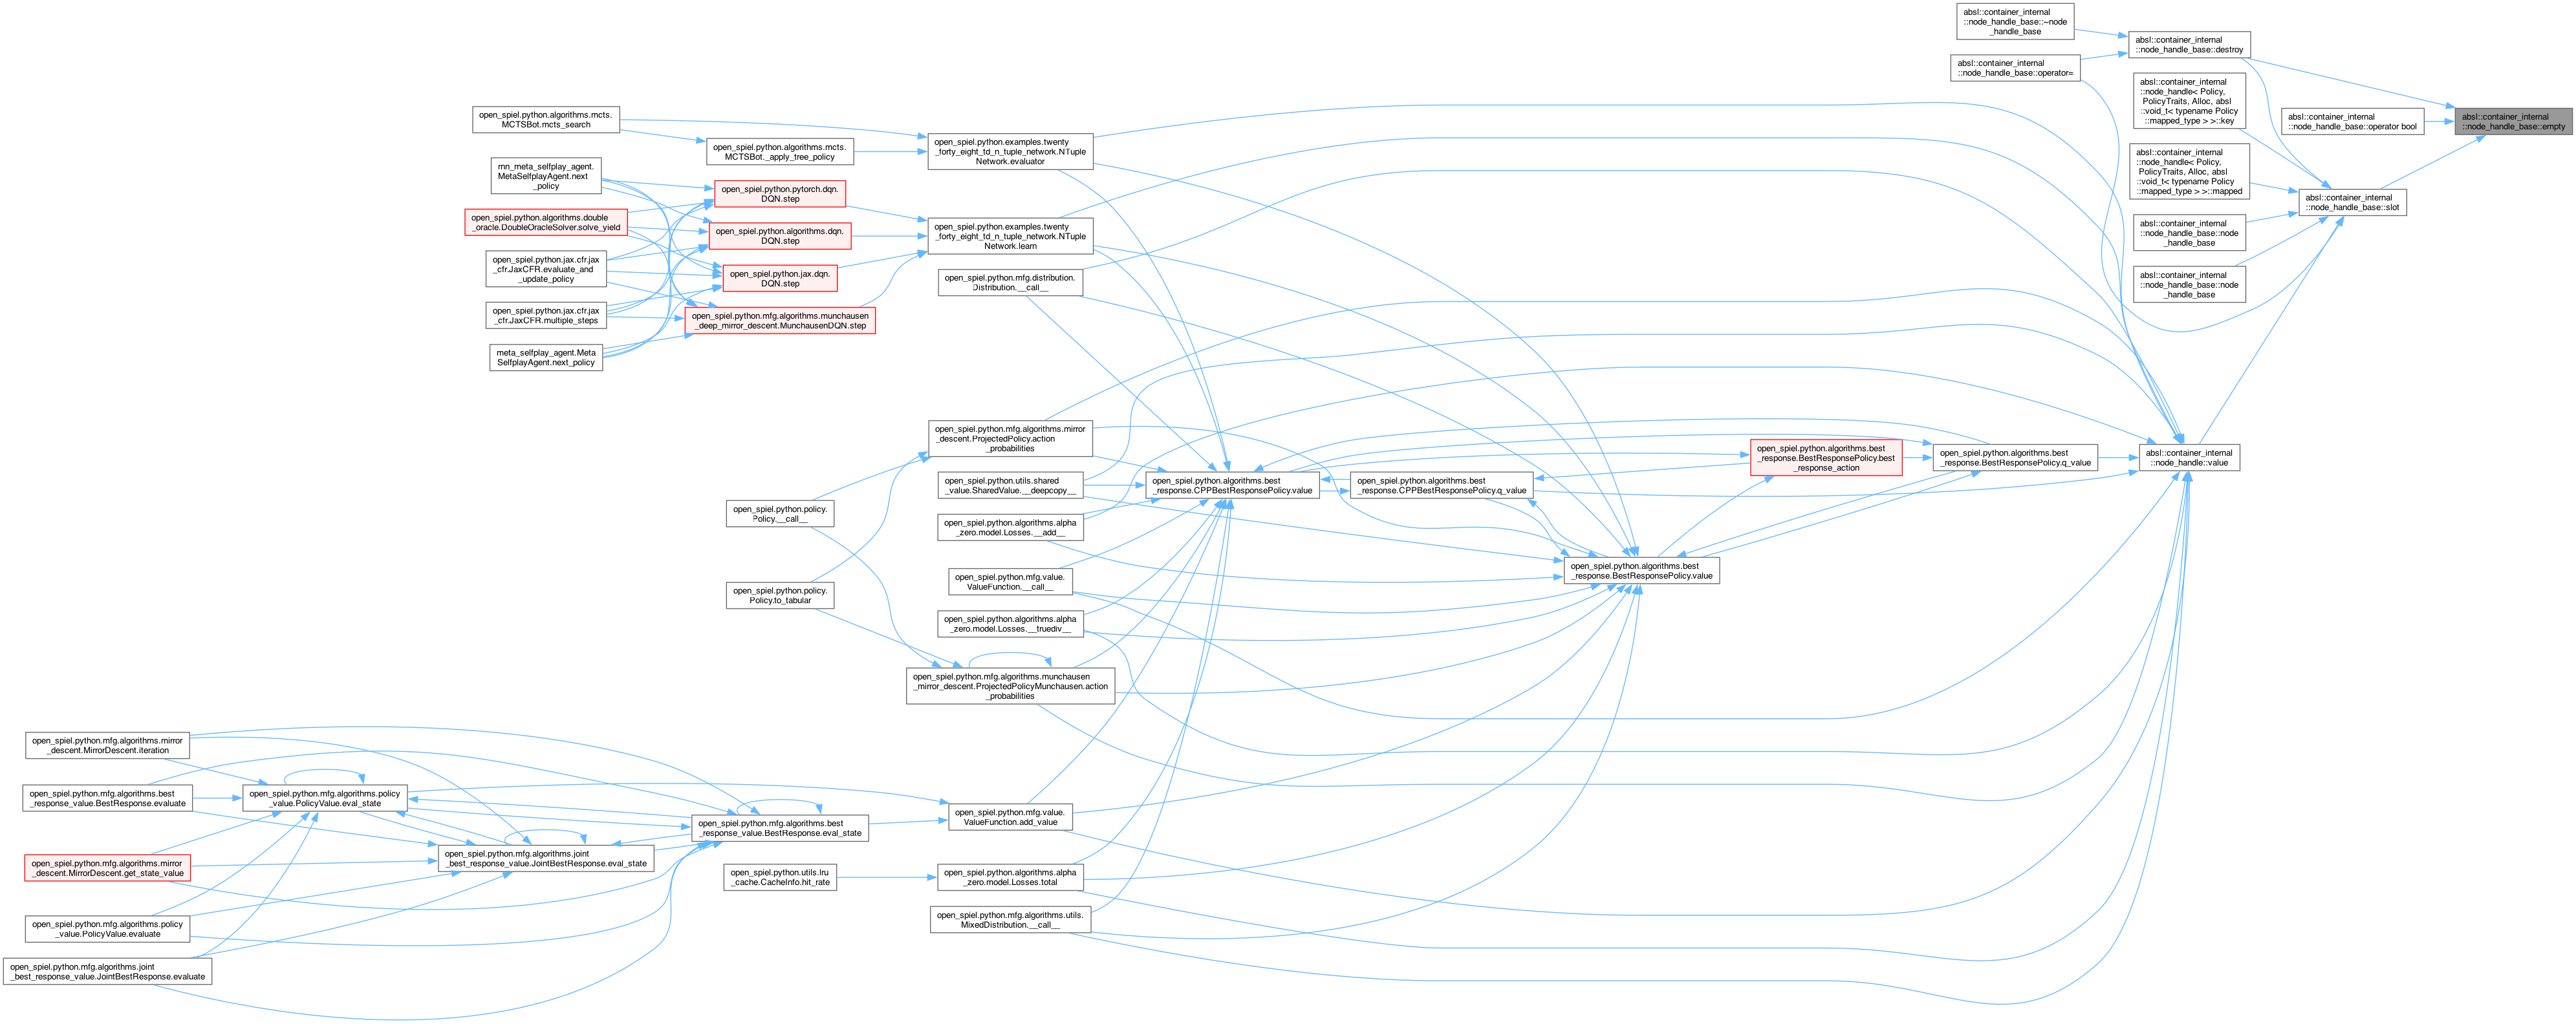 absl::container_internal
::node_handle_base::~node
_handle_base
absl::container_internal
::node_handle_base::destroy
absl::container_internal
::node_handle_base::operator=
absl::container_internal
::node_handle< Policy,
PolicyTraits, Alloc, absl
::void_t< typename Policy
::mapped_type > >::key
absl::container_internal
::node_handle_base::operator bool
absl::container_internal
::node_handle_base::empty
absl::container_internal
::node_handle< Policy,
PolicyTraits, Alloc, absl
::void_t< typename Policy
::mapped_type > >::mapped
absl::container_internal
::node_handle_base::slot
absl::container_internal
::node_handle_base::node
_handle_base
absl::container_internal
::node_handle_base::node
_handle_base
open_spiel.python.algorithms.mcts.
MCTSBot.mcts_search
open_spiel.python.algorithms.mcts.
MCTSBot._apply_tree_policy
open_spiel.python.examples.twenty
_forty_eight_td_n_tuple_network.NTuple
Network.evaluator
rnn_meta_selfplay_agent.
MetaSelfplayAgent.next
_policy
open_spiel.python.pytorch.dqn.
DQN.step
open_spiel.python.algorithms.double
_oracle.DoubleOracleSolver.solve_yield
open_spiel.python.algorithms.dqn.
DQN.step
open_spiel.python.examples.twenty
_forty_eight_td_n_tuple_network.NTuple
Network.learn
open_spiel.python.jax.cfr.jax
_cfr.JaxCFR.evaluate_and
_update_policy
open_spiel.python.jax.dqn.
DQN.step
open_spiel.python.mfg.distribution.
Distribution.__call__
open_spiel.python.jax.cfr.jax
_cfr.JaxCFR.multiple_steps
open_spiel.python.mfg.algorithms.munchausen
_deep_mirror_descent.MunchausenDQN.step
meta_selfplay_agent.Meta
SelfplayAgent.next_policy
open_spiel.python.mfg.algorithms.mirror
_descent.ProjectedPolicy.action
_probabilities
open_spiel.python.algorithms.best
_response.BestResponsePolicy.best
_response_action
open_spiel.python.algorithms.best
_response.BestResponsePolicy.q_value
absl::container_internal
::node_handle::value
open_spiel.python.utils.shared
_value.SharedValue.__deepcopy__
open_spiel.python.algorithms.best
_response.CPPBestResponsePolicy.value
open_spiel.python.algorithms.best
_response.CPPBestResponsePolicy.q_value
open_spiel.python.policy.
Policy.__call__
open_spiel.python.algorithms.alpha
_zero.model.Losses.__add__
open_spiel.python.mfg.value.
ValueFunction.__call__
open_spiel.python.algorithms.best
_response.BestResponsePolicy.value
open_spiel.python.policy.
Policy.to_tabular
open_spiel.python.algorithms.alpha
_zero.model.Losses.__truediv__
open_spiel.python.mfg.algorithms.munchausen
_mirror_descent.ProjectedPolicyMunchausen.action
_probabilities
open_spiel.python.mfg.algorithms.mirror
_descent.MirrorDescent.iteration
open_spiel.python.mfg.algorithms.best
_response_value.BestResponse.evaluate
open_spiel.python.mfg.algorithms.policy
_value.PolicyValue.eval_state
open_spiel.python.mfg.algorithms.best
_response_value.BestResponse.eval_state
open_spiel.python.mfg.value.
ValueFunction.add_value
open_spiel.python.mfg.algorithms.mirror
_descent.MirrorDescent.get_state_value
open_spiel.python.mfg.algorithms.joint
_best_response_value.JointBestResponse.eval_state
open_spiel.python.utils.lru
_cache.CacheInfo.hit_rate
open_spiel.python.algorithms.alpha
_zero.model.Losses.total
open_spiel.python.mfg.algorithms.policy
_value.PolicyValue.evaluate
open_spiel.python.mfg.algorithms.utils.
MixedDistribution.__call__
open_spiel.python.mfg.algorithms.joint
_best_response_value.JointBestResponse.evaluate